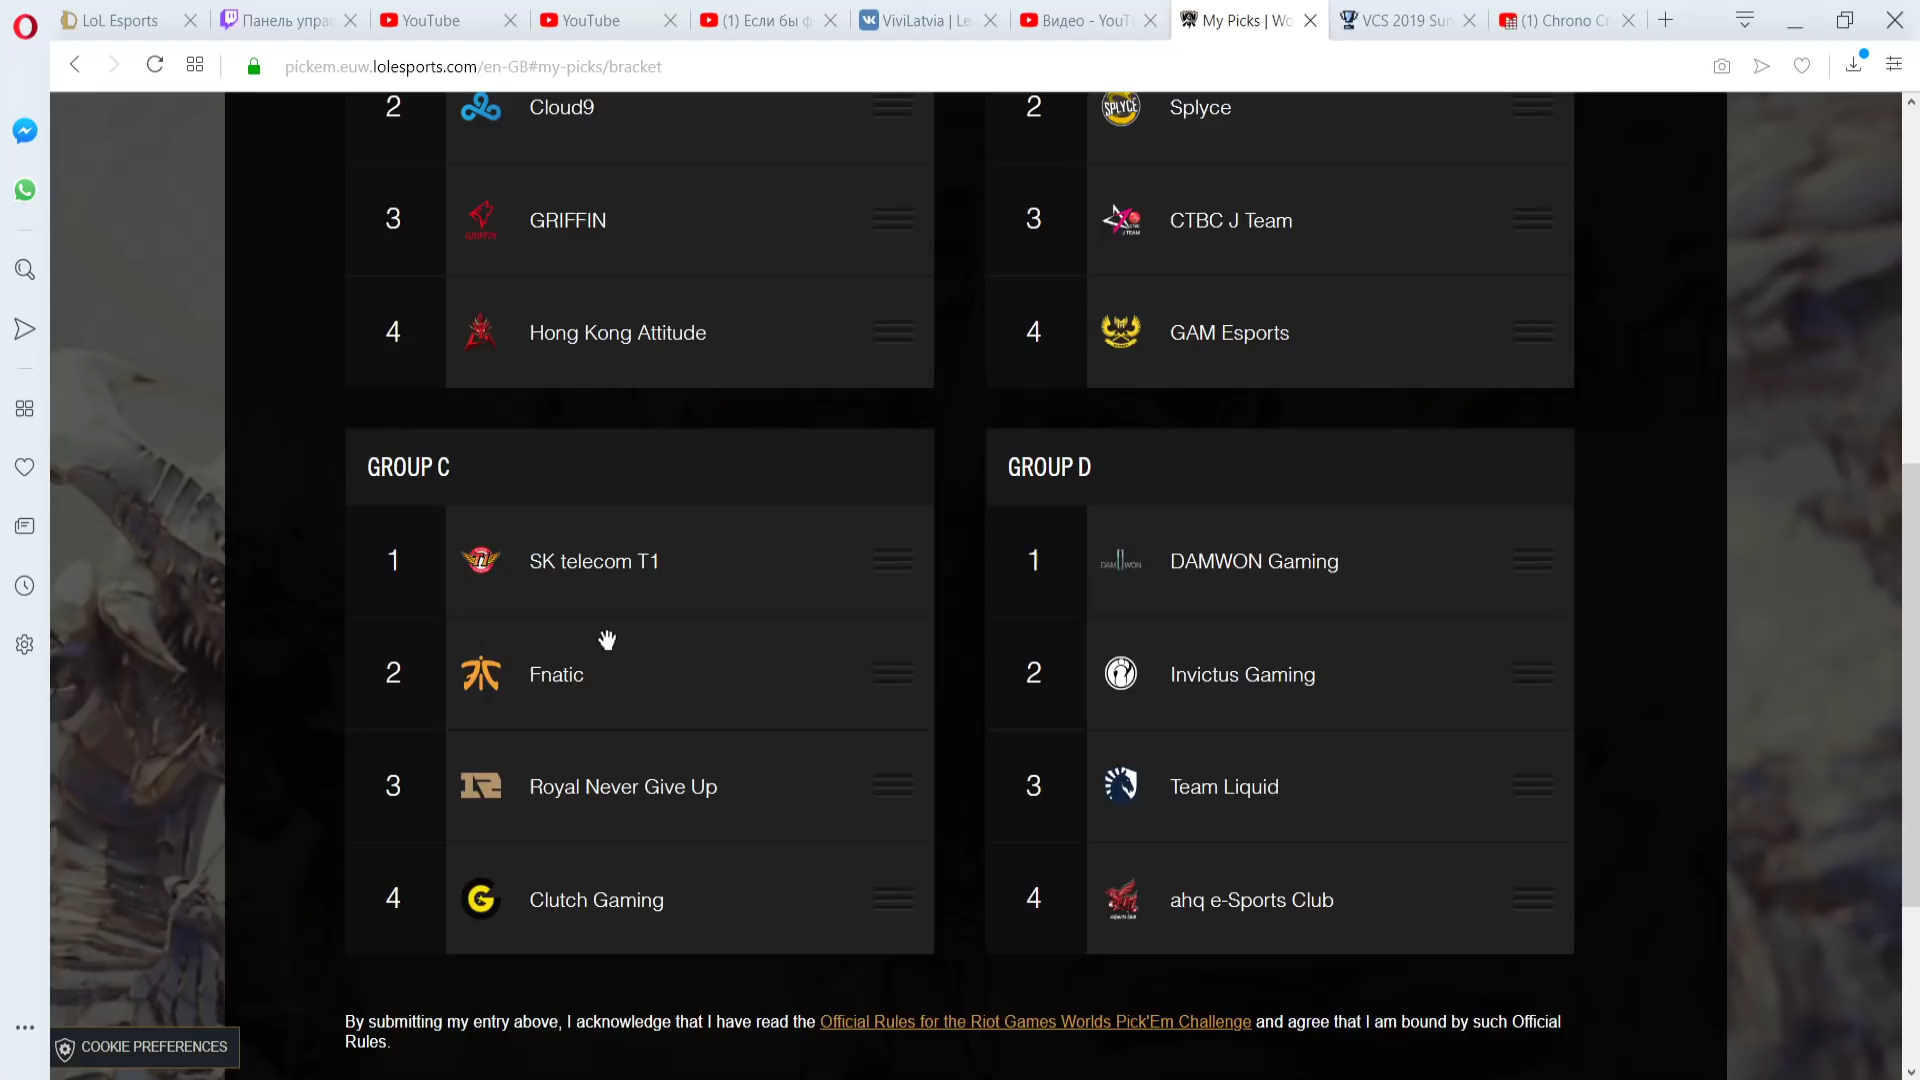 LoL Esports
Панель упра
YouTube
YouTube
(1) Если бы ф
ViviLatvia | Le
Видео - YouTu
My Picks | Wo
VCS 2019 Sum
(1) Chrono Cr
pickem.euw.lolesports.com/en-GB#my-picks/bracket
2 Cloud9
3 GRIFFIN
4 Hong Kong Attitude
2 Splyce
3 CTBC J Team
4 GAM Esports
GROUP C
1 SK telecom T1
2 Fnatic
3 Royal Never Give Up
4 Clutch Gaming
GROUP D
1 DAMWON Gaming
2 Invictus Gaming
3 Team Liquid
4 ahq e-Sports Club
By submitting my entry above, I acknowledge that I have read the Official Rules for the Riot Games Worlds Pick'Em Challenge and agree that I am bound by such Official
Rules.
COOKIE PREFERENCES